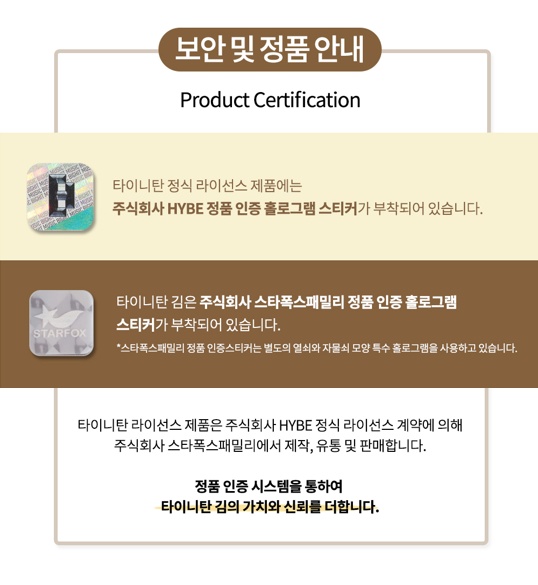 보안 및 정품 안내
Product Certification
타이니탄 정식 라이선스 제품에는
주식회사 HYBE 정품 인증 홀로그램 스티커가 부착되어 있습니다.
STARFOX
타이니탄 김은 주식회사 스타폭스패밀리 정품 인증 홀로그램
스티커가 부착되어 있습니다.
*스타폭스패밀리 정품 인증스티커는 별도의 열쇠와 자물쇠 모양 특수 홀로그램을 사용하고 있습니다.
타이니탄 라이선스 제품은 주식회사 HYBE 정식 라이선스 계약에 의해
주식회사 스타폭스패밀리에서 제작, 유통 및 판매합니다.
정품 인증 시스템을 통하여
타이니탄 김의 가치와 신뢰를 더합니다.